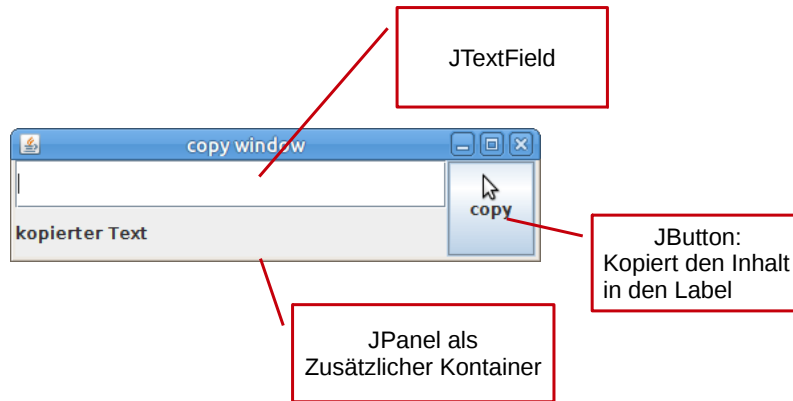 JTextField
copy window
copy
kopierter Text
JButton:
Kopiert den Inhalt
in den Label
JPanel als
Zusätzlicher Kontainer